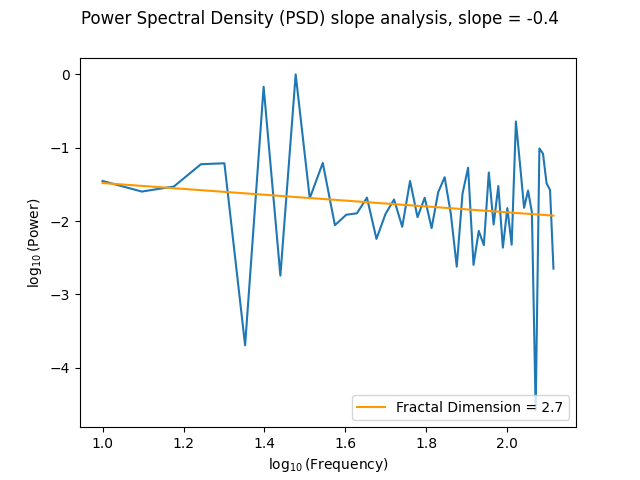 Power Spectral Density (PSD) slope analysis, slope = -0.4
0
−1
−2
−3
−4
log₁₀(Power)
Fractal Dimension = 2.7
1.0 1.2 1.4 1.6 1.8 2.0
log₁₀(Frequency)